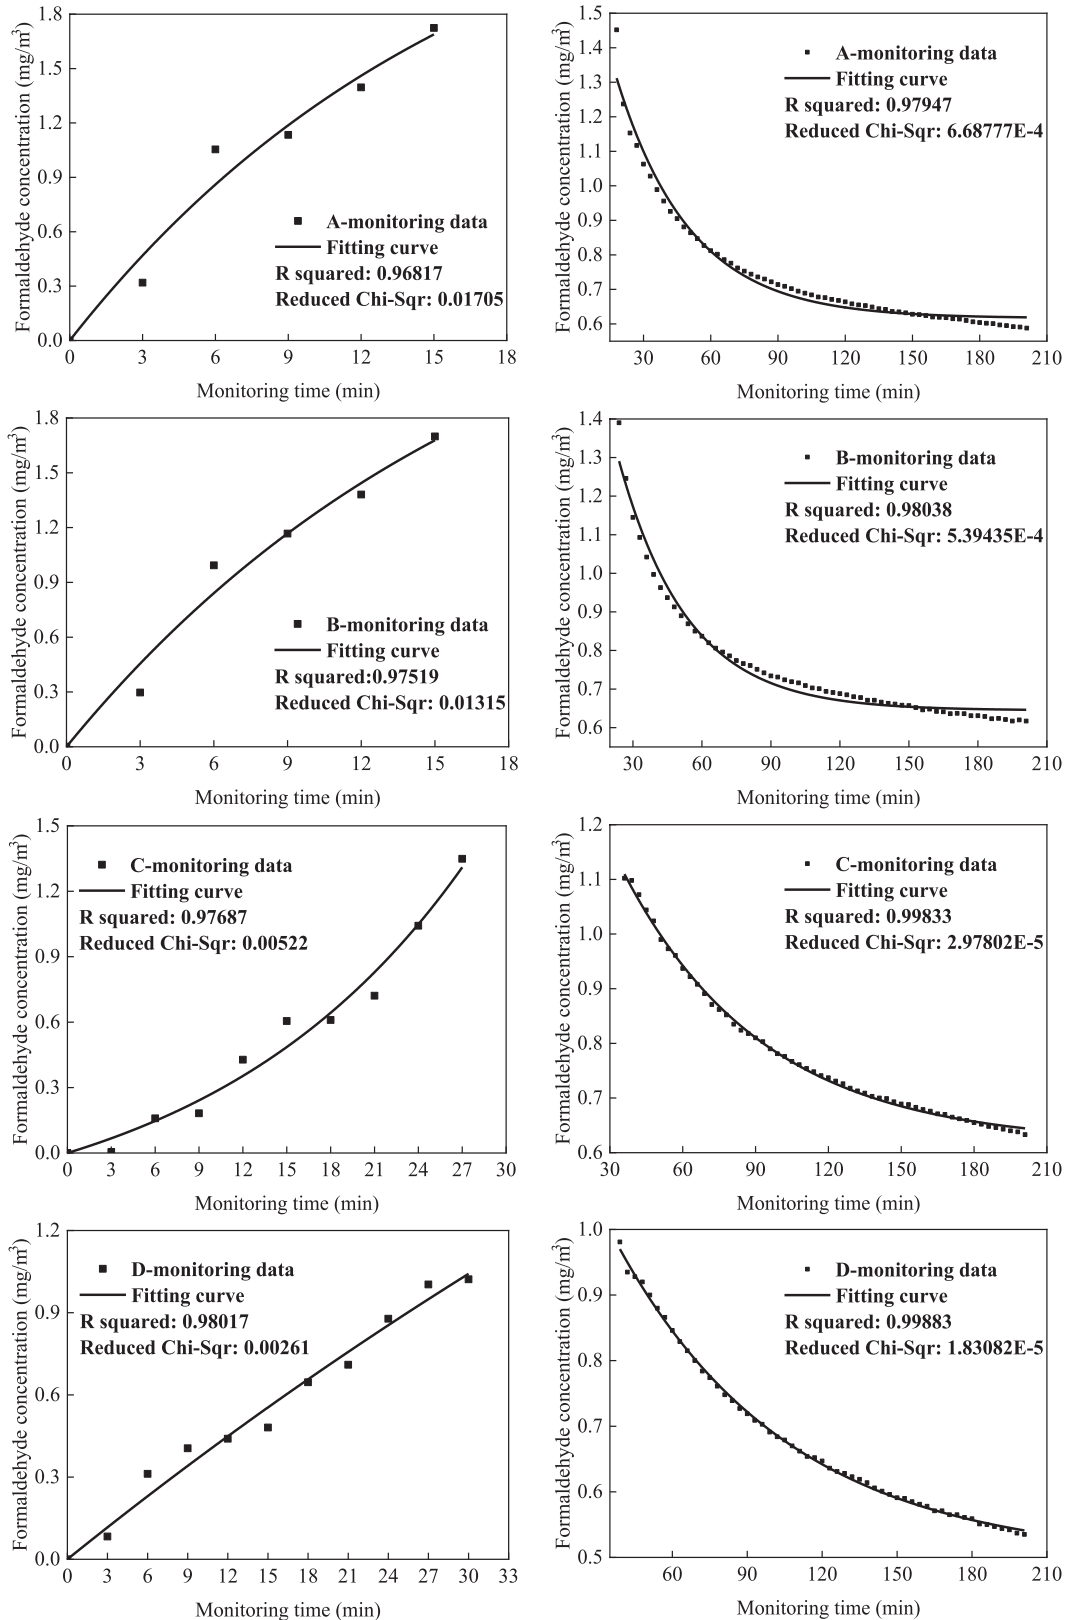 Formaldehyde concentration (mg/m³)
1.8
1.5
1.2
0.9
0.6
0.3
0.0
A-monitoring data
Fitting curve
R squared: 0.96817
Reduced Chi-Sqr: 0.01705
0 3 6 9 12 15 18
Monitoring time (min)
Formaldehyde concentration (mg/m³)
1.5
1.4
1.3
1.2
1.1
1.0
0.9
0.8
0.7
0.6
A-monitoring data
Fitting curve
R squared: 0.97947
Reduced Chi-Sqr: 6.68777E-4
30 60 90 120 150 180 210
Monitoring time (min)
Formaldehyde concentration (mg/m³)
1.8
1.5
1.2
0.9
0.6
0.3
0.0
B-monitoring data
Fitting curve
R squared:0.97519
Reduced Chi-Sqr: 0.01315
0 3 6 9 12 15 18
Monitoring time (min)
Formaldehyde concentration (mg/m³)
1.4
1.3
1.2
1.1
1.0
0.9
0.8
0.7
0.6
B-monitoring data
Fitting curve
R squared: 0.98038
Reduced Chi-Sqr: 5.39435E-4
30 60 90 120 150 180 210
Monitoring time (min)
Formaldehyde concentration (mg/m³)
1.5
1.2
0.9
0.6
0.3
0.0
C-monitoring data
Fitting curve
R squared: 0.97687
Reduced Chi-Sqr: 0.00522
0 3 6 9 12 15 18 21 24 27 30
Monitoring time (min)
Formaldehyde concentration (mg/m³)
1.2
1.1
1.0
0.9
0.8
0.7
0.6
C-monitoring data
Fitting curve
R squared: 0.99833
Reduced Chi-Sqr: 2.97802E-5
30 60 90 120 150 180 210
Monitoring time (min)
Formaldehyde concentration (mg/m³)
1.2
0.9
0.6
0.3
0.0
D-monitoring data
Fitting curve
R squared: 0.98017
Reduced Chi-Sqr: 0.00261
0 3 6 9 12 15 18 21 24 27 30 33
Monitoring time (min)
Formaldehyde concentration (mg/m³)
1.0
0.9
0.8
0.7
0.6
0.5
D-monitoring data
Fitting curve
R squared: 0.99883
Reduced Chi-Sqr: 1.83082E-5
60 90 120 150 180 210
Monitoring time (min)